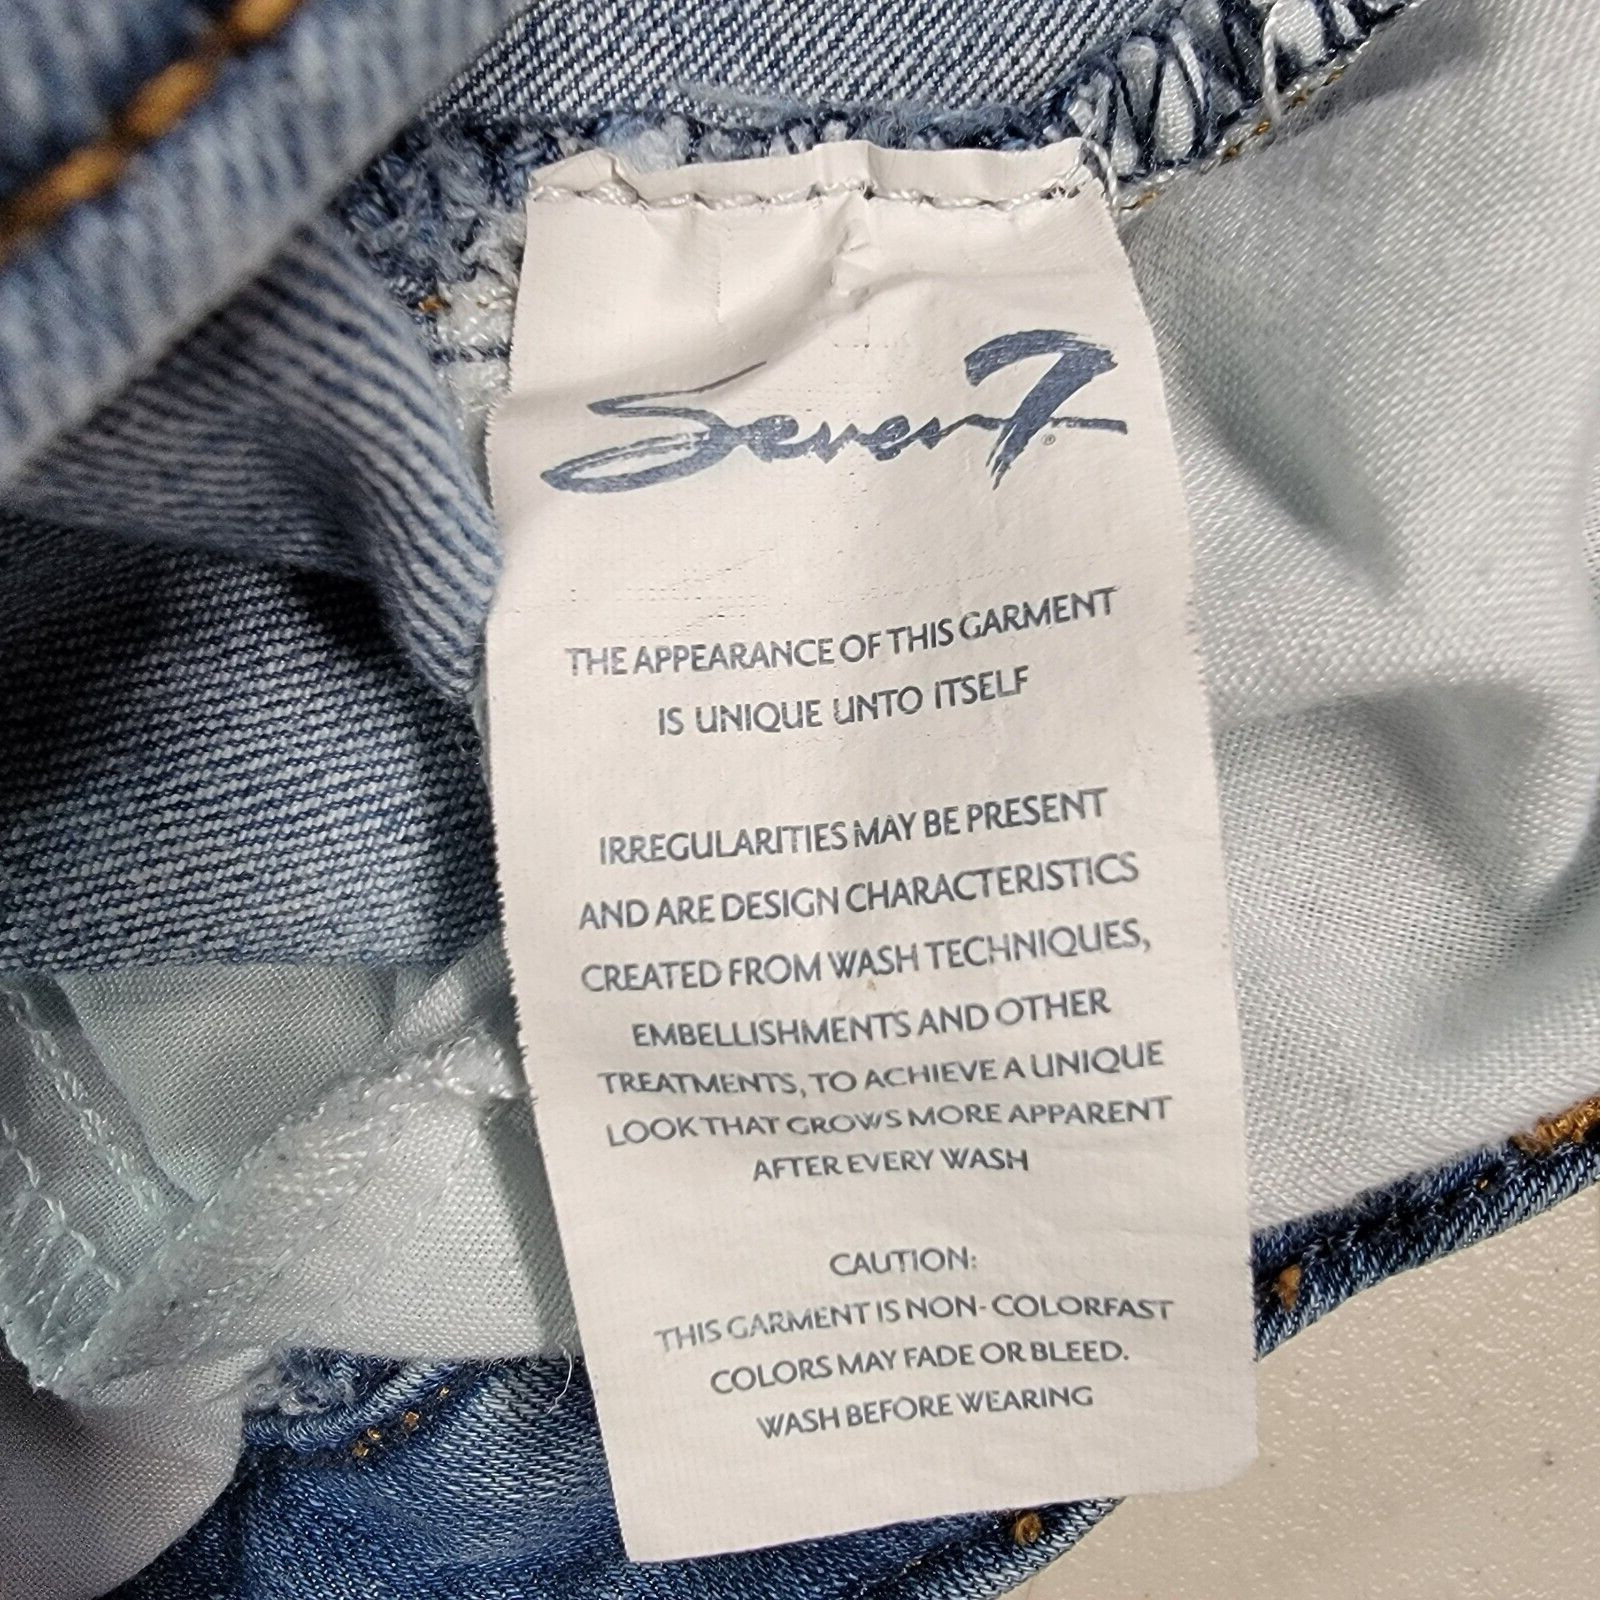 Seven7®
THE APPEARANCE OF THIS GARMENT
IS UNIQUE UNTO ITSELF
IRREGULARITIES MAY BE PRESENT
AND ARE DESIGN CHARACTERISTICS
CREATED FROM WASH TECHNIQUES,
EMBELLISHMENTS AND OTHER
TREATMENTS, TO ACHIEVE A UNIQUE
LOOK THAT GROWS MORE APPARENT
AFTER EVERY WASH
CAUTION:
THIS GARMENT IS NON-COLORFAST
COLORS MAY FADE OR BLEED.
WASH BEFORE WEARING